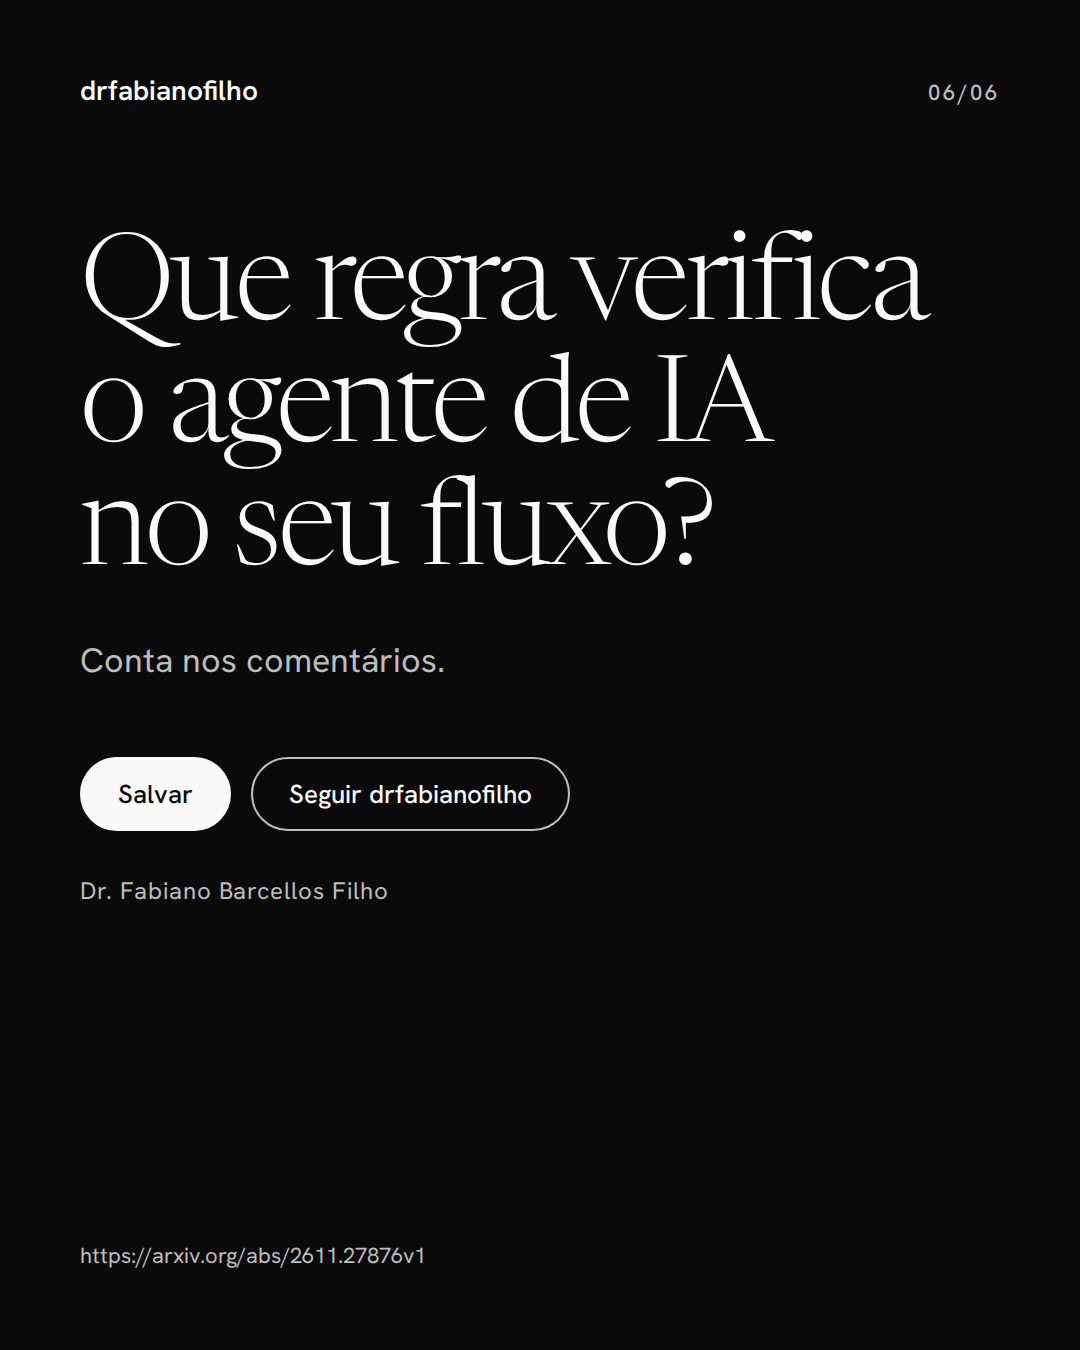 drfabianofilho
06/06
Que regra verifica
o agente de IA
no seu fluxo?
Conta nos comentários.
Salvar
Seguir drfabianofilho
Dr. Fabiano Barcellos Filho
https://arxiv.org/abs/2611.27876v1